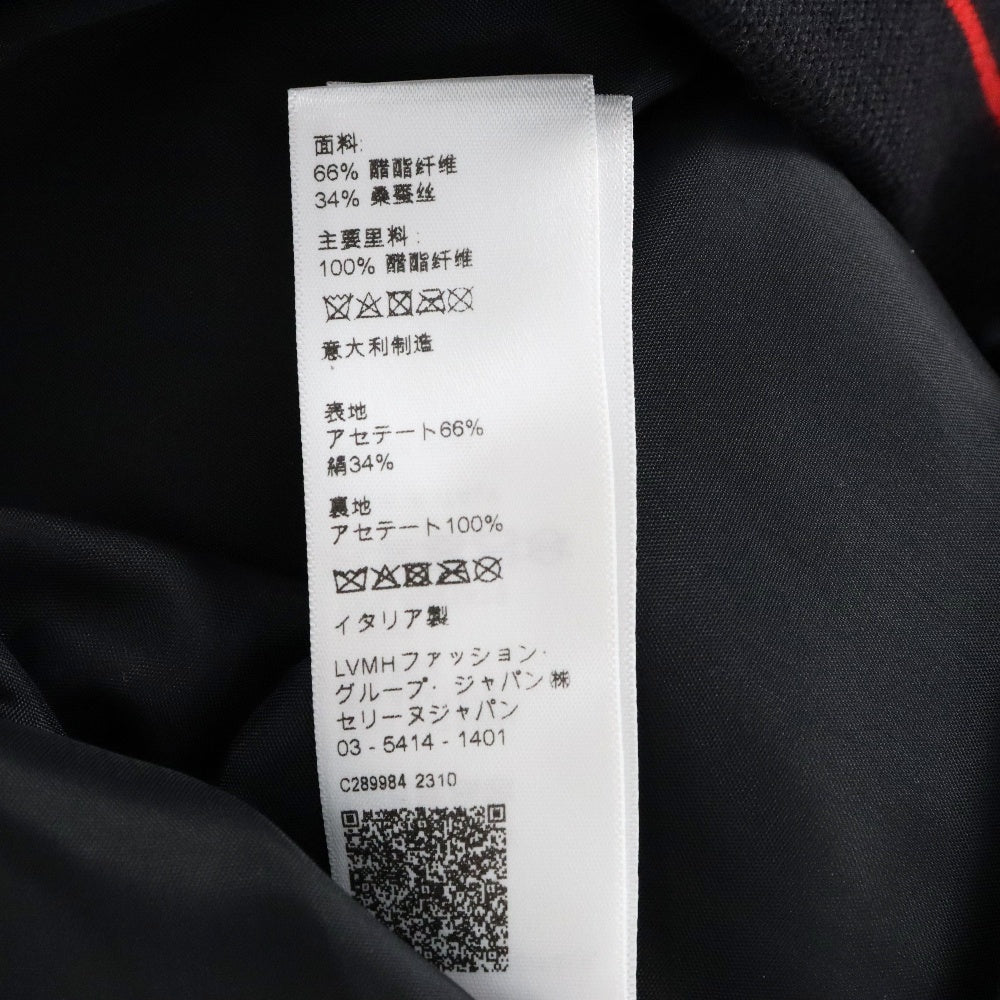 面料:
66% 醋酯纤维
34% 桑蚕丝
主要里料:
100% 醋酯纤维
意大利制造
表地
アセテート66%
絹34%
裏地
アセテート100%
イタリア製
LVMHファッション・
グループ・ジャパン㈱
セリーヌジャパン
03 - 5414 - 1401
C289984 2310